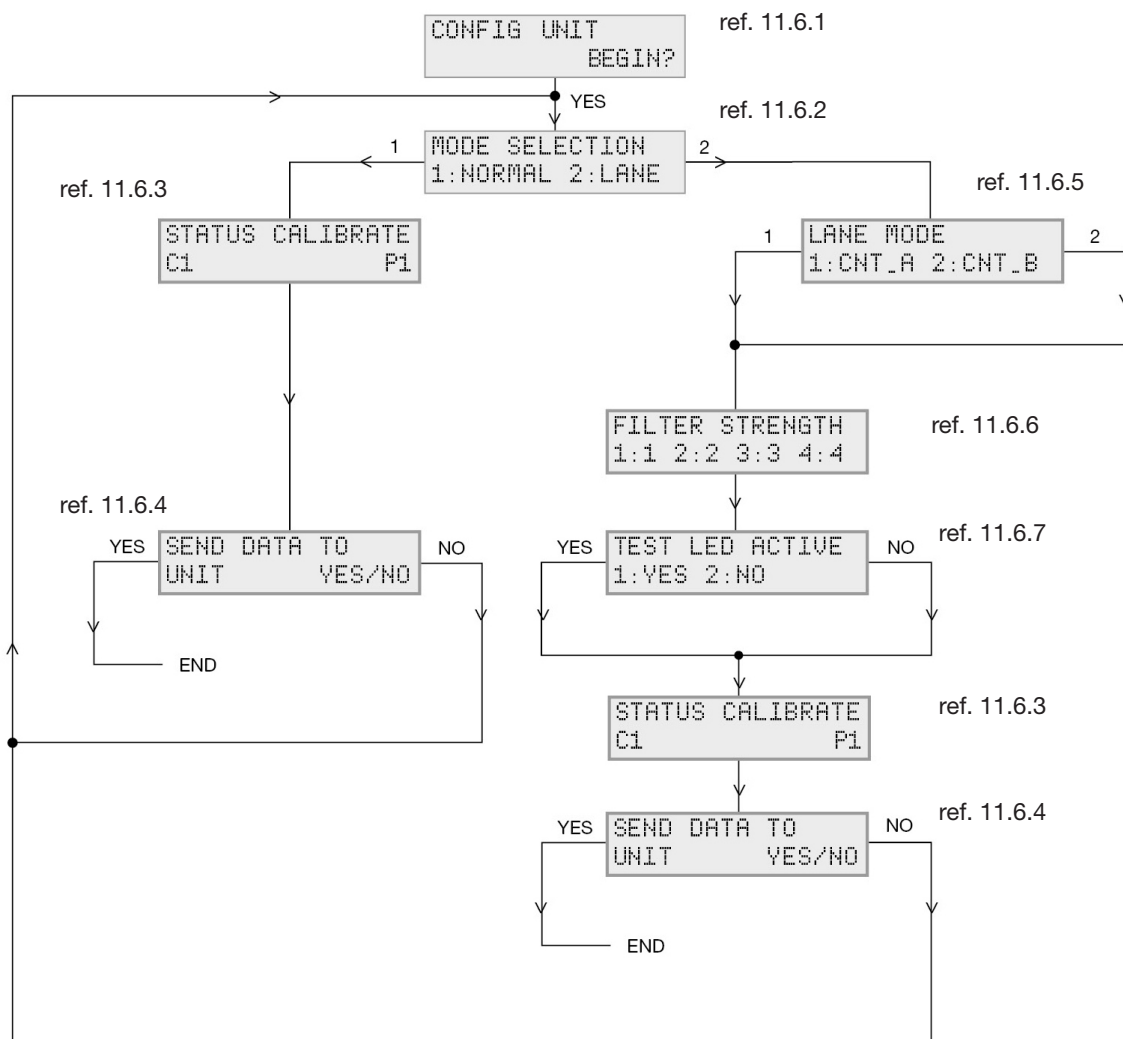 CONFIG UNIT
BEGIN?
ref. 11.6.1
YES
ref. 11.6.2
1
MODE SELECTION
1:NORMAL 2:LANE
2
ref. 11.6.3
STATUS CALIBRATE
C1 P1
ref. 11.6.5
1
LANE MODE
1:CNT_A 2:CNT_B
2
FILTER STRENGTH
1:1 2:2 3:3 4:4
ref. 11.6.6
ref. 11.6.4
YES
SEND DATA TO
UNIT YES/NO
NO
END
YES
TEST LED ACTIVE
1:YES 2:NO
NO
ref. 11.6.7
STATUS CALIBRATE
C1 P1
ref. 11.6.3
YES
SEND DATA TO
UNIT YES/NO
NO
ref. 11.6.4
END